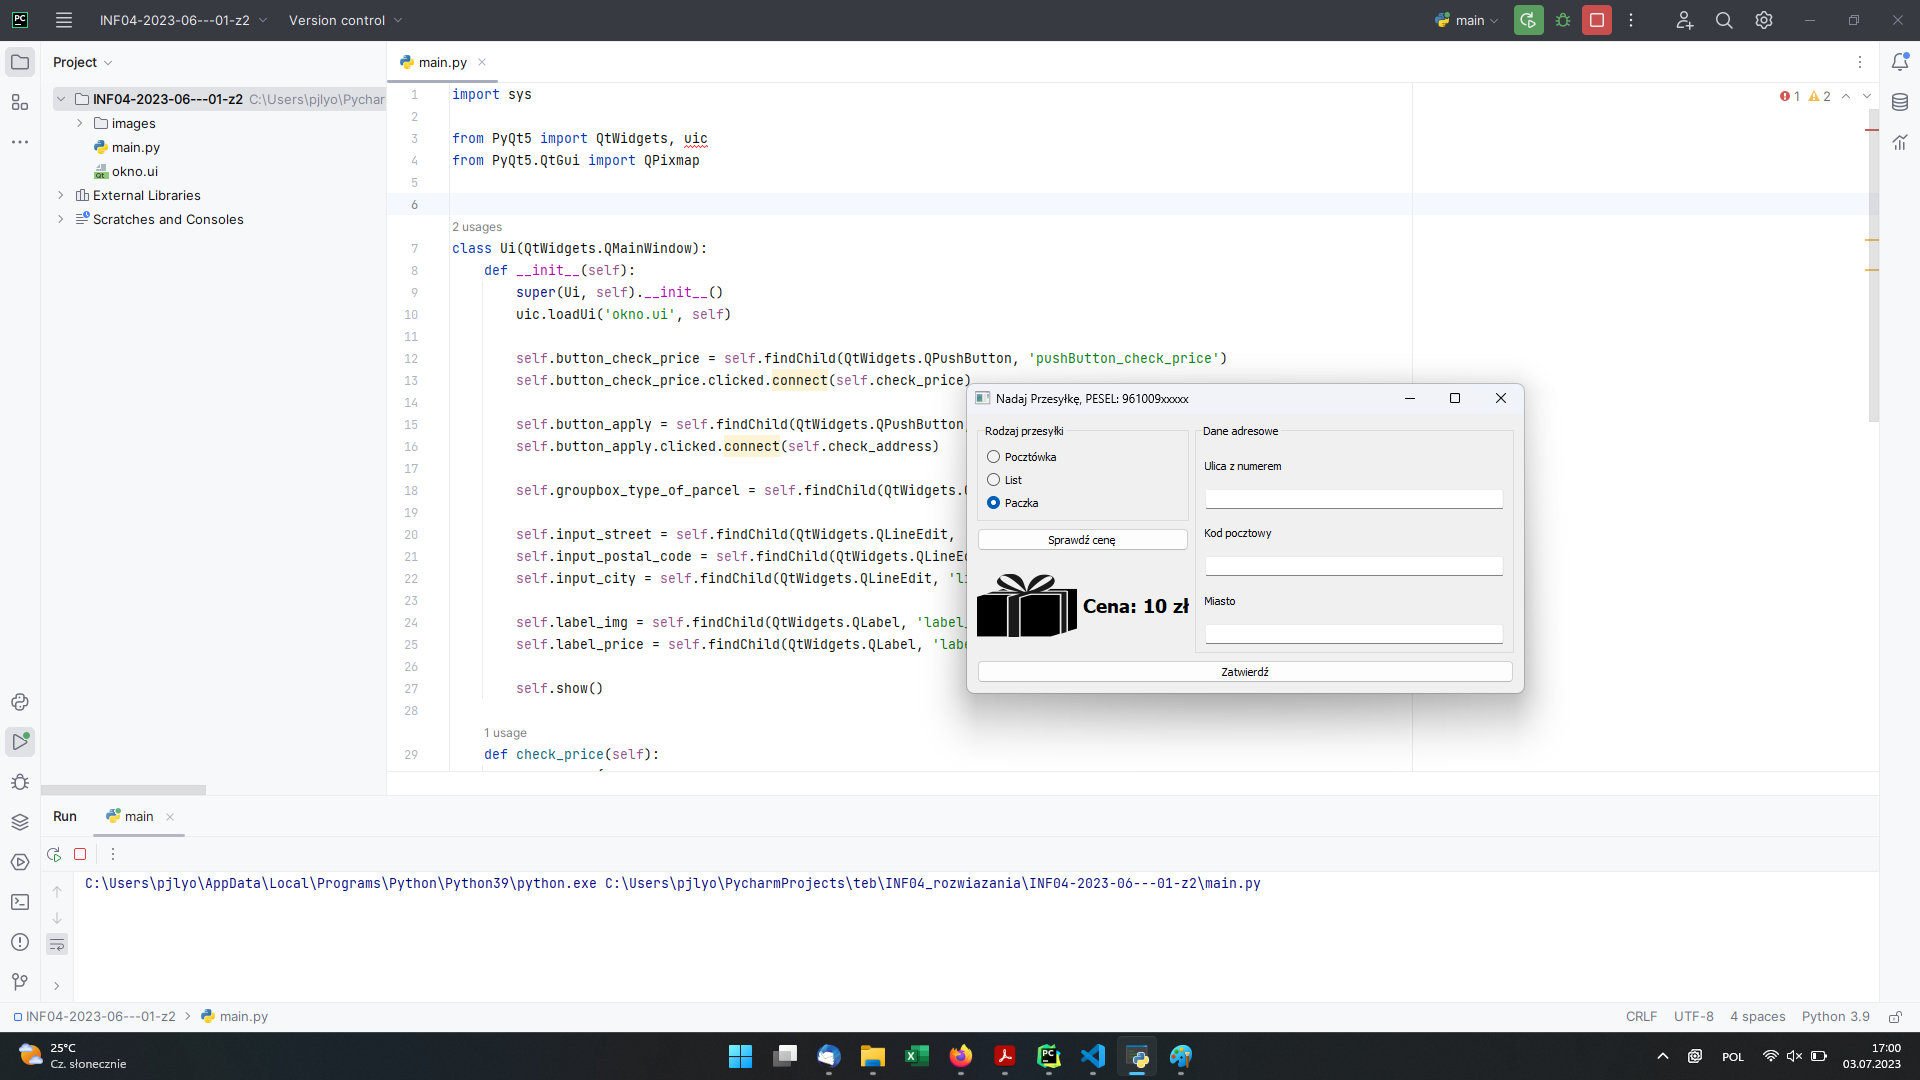 INF04-2023-06---01-z2
Version control
main
Project
main.py
INF04-2023-06---01-z2 C:\Users\pjlyo\Pychar
images
main.py
okno.ui
External Libraries
Scratches and Consoles
1 2
1 import sys
2
3 from PyQt5 import QtWidgets, uic
4 from PyQt5.QtGui import QPixmap
5
6
2 usages
7 class Ui(QtWidgets.QMainWindow):
8 def __init__(self):
9 super(Ui, self).__init__()
10 uic.loadUi('okno.ui', self)
11
12 self.button_check_price = self.findChild(QtWidgets.QPushButton, 'pushButton_check_price')
13 self.button_check_price.clicked.connect(self.check_price)
14
15 self.button_apply = self.findChild(QtWidgets.QPushButton,
16 self.button_apply.clicked.connect(self.check_address)
17
18 self.groupbox_type_of_parcel = self.findChild(QtWidgets.
19
20 self.input_street = self.findChild(QtWidgets.QLineEdit,
21 self.input_postal_code = self.findChild(QtWidgets.QLineEd
22 self.input_city = self.findChild(QtWidgets.QLineEdit, 'li
23
24 self.label_img = self.findChild(QtWidgets.QLabel, 'label_
25 self.label_price = self.findChild(QtWidgets.QLabel, 'labe
26
27 self.show()
28
1 usage
29 def check_price(self):
Nadaj Przesyłkę, PESEL: 961009xxxxx
Rodzaj przesyłki
Pocztówka
List
Paczka
Sprawdź cenę
Cena: 10 zł
Dane adresowe
Ulica z numerem
Kod pocztowy
Miasto
Zatwierdź
Run
main
C:\Users\pjlyo\AppData\Local\Programs\Python\Python39\python.exe C:\Users\pjlyo\PycharmProjects\teb\INF04_rozwiazania\INF04-2023-06---01-z2\main.py
INF04-2023-06---01-z2 > main.py
CRLF UTF-8 4 spaces Python 3.9
25°C
Cz. słonecznie
POL
17:00
03.07.2023